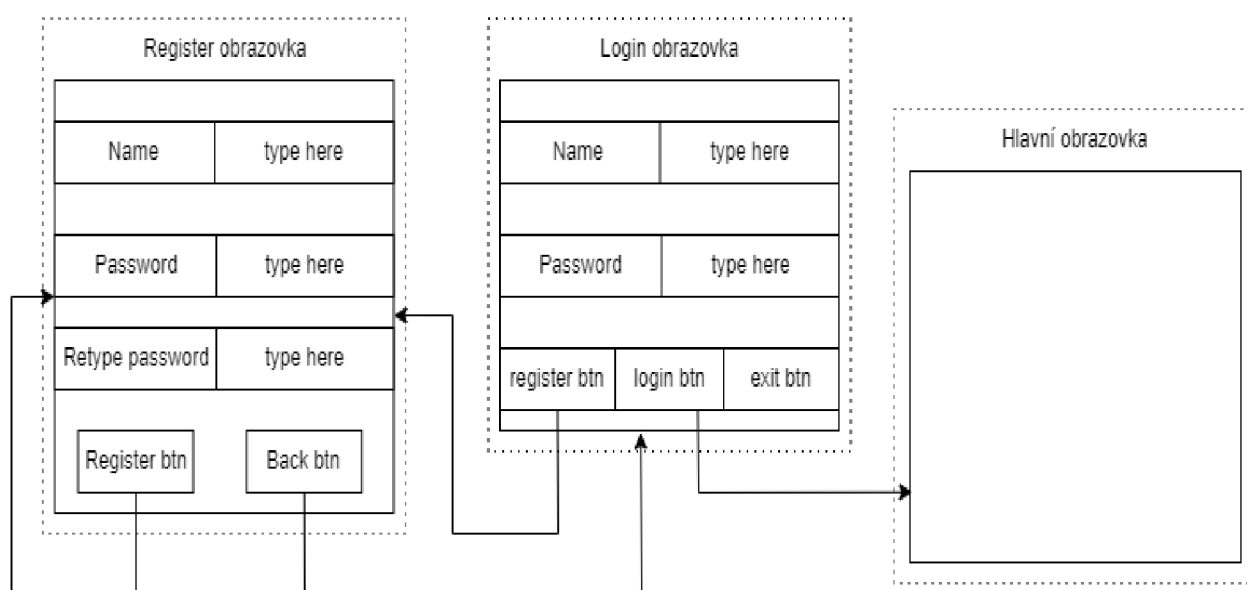 Register obrazovka
Name
type here
Password
type here
Retype password
type here
Register btn
Back btn
Login obrazovka
Name
type here
Password
type here
register btn
login btn
exit btn
Hlavní obrazovka